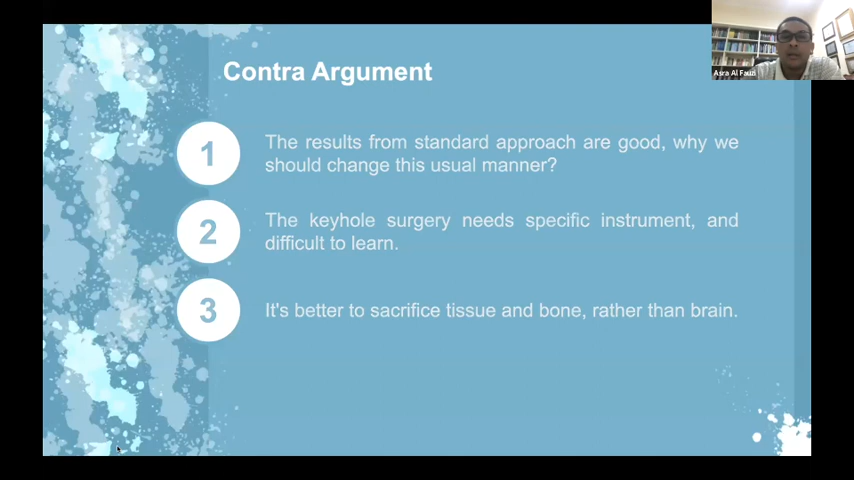 Contra Argument
1
The results from standard approach are good, why we
should change this usual manner?
2
The keyhole surgery needs specific instrument, and
difficult to learn.
3
It's better to sacrifice tissue and bone, rather than brain.
Asra Al Fauzi